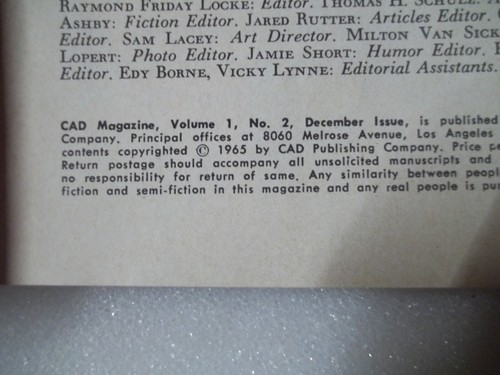 RAYMOND FRIDAY LOCKE: Editor. THOMAS H. SCHULZ:
ASHBY: Fiction Editor. JARED RUTTER: Articles Editor.
Editor. SAM LACEY: Art Director. MILTON VAN SICK
LOPERT: Photo Editor. JAMIE SHORT: Humor Editor.
Editor. EDY BORNE, VICKY LYNNE: Editorial Assistants.
CAD Magazine, Volume 1, No. 2, December Issue, is published
Company. Principal offices at 8060 Melrose Avenue, Los Angeles
contents copyrighted © 1965 by CAD Publishing Company. Price pe
Return postage should accompany all unsolicited manuscripts and
no responsibility for return of same. Any similarity between peopl
fiction and semi-fiction in this magazine and any real people is pu